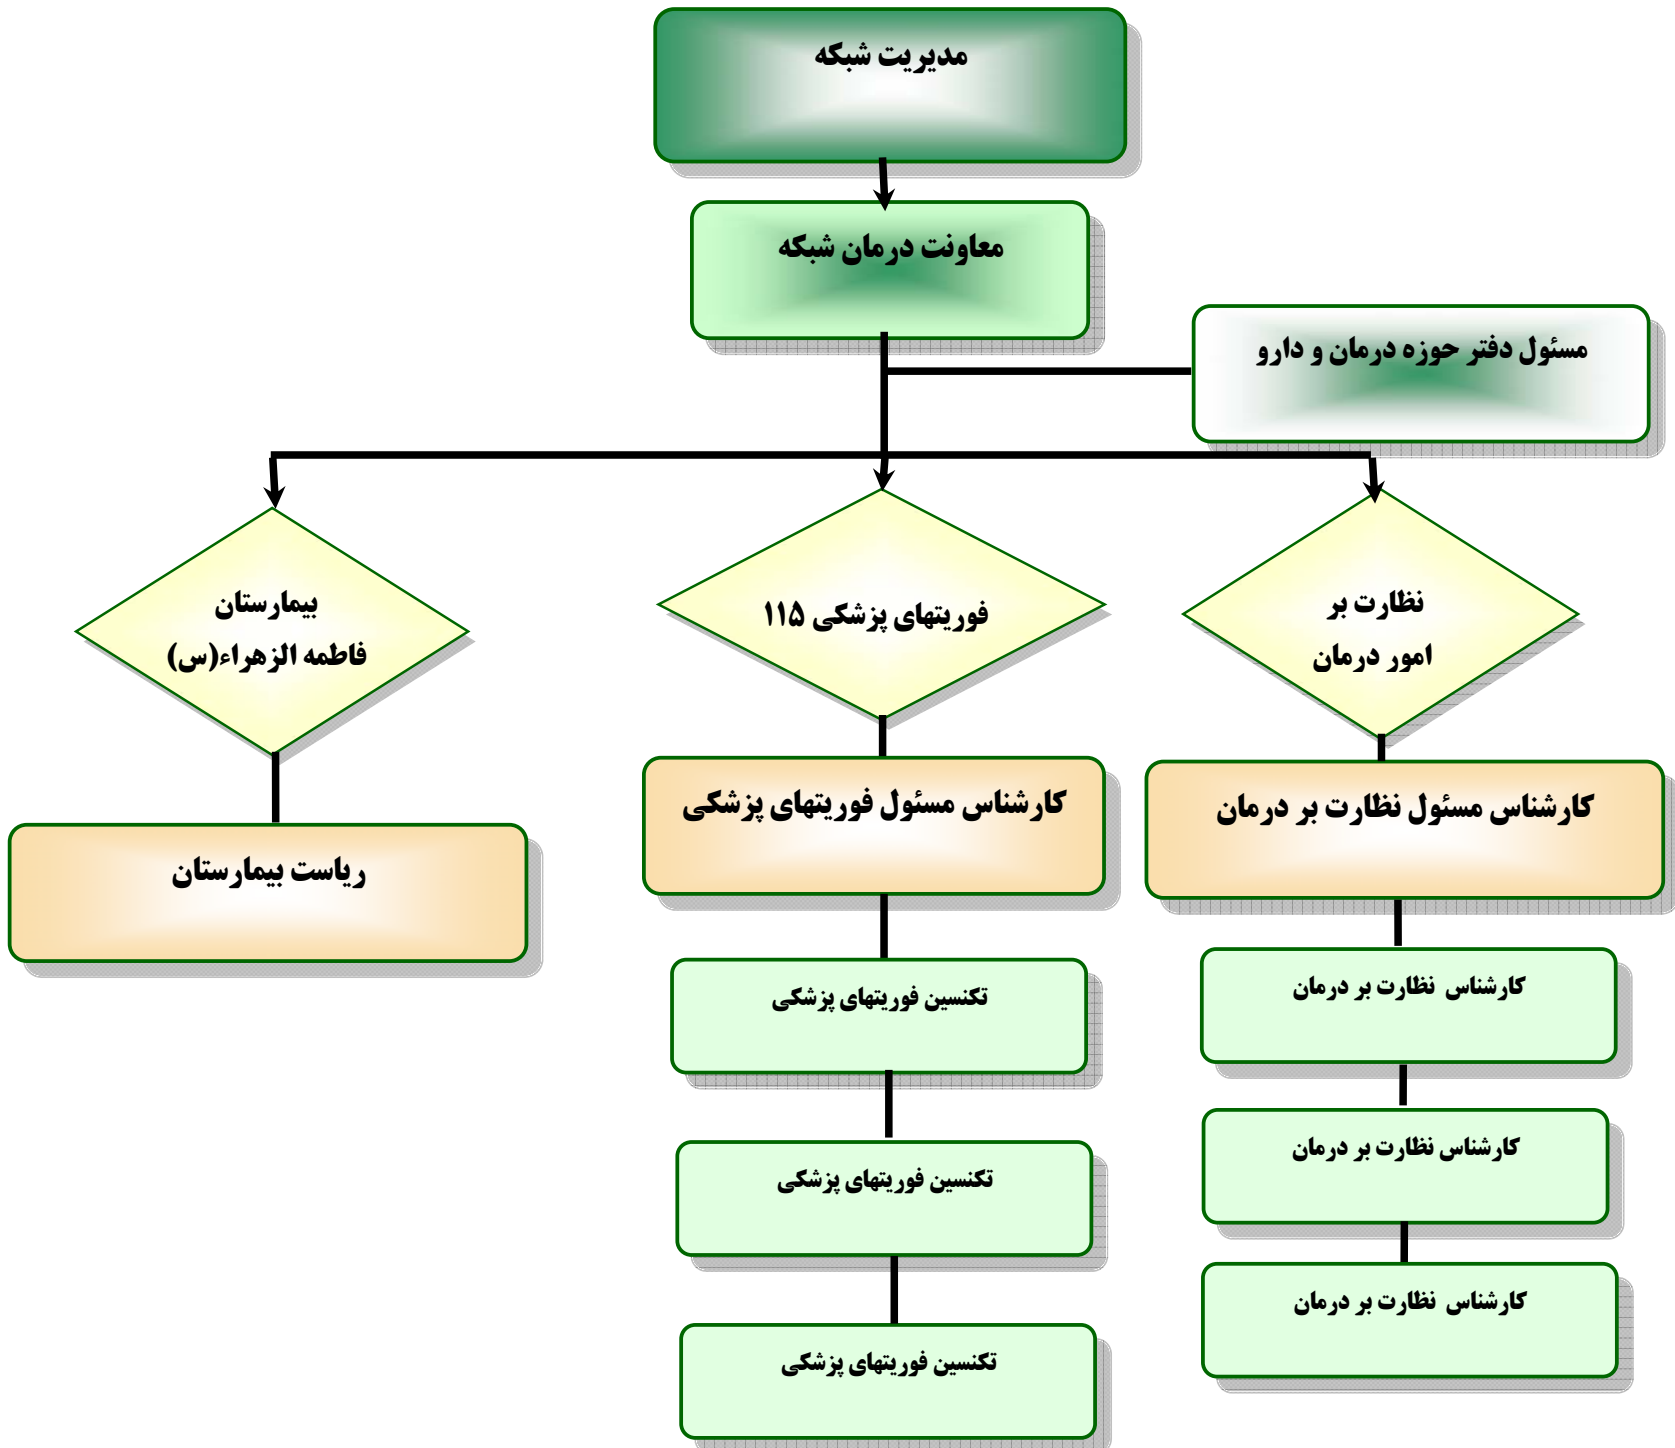 مدیریت شبکه
معاونت درمان شبکه
مسئول دفتر حوزه درمان و دارو
نظارت بر
امور درمان
فوریتهای پزشکی ۱۱۵
بیمارستان
فاطمه الزهراء(س)
کارشناس مسئول نظارت بر درمان
کارشناس مسئول فوریتهای پزشکی
ریاست بیمارستان
کارشناس نظارت بر درمان
تکنسین فوریتهای پزشکی
کارشناس نظارت بر درمان
تکنسین فوریتهای پزشکی
کارشناس نظارت بر درمان
تکنسین فوریتهای پزشکی